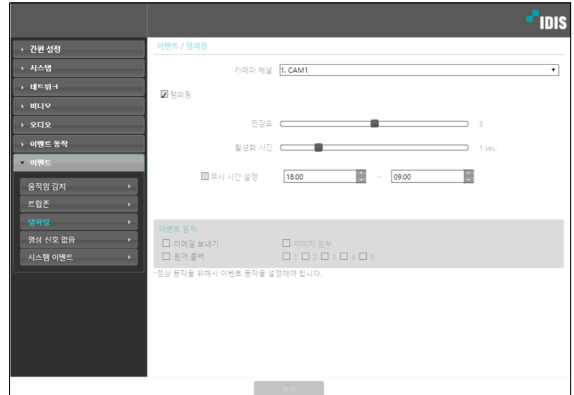 IDIS
간편 설정
시스템
네트워크
비디오
오디오
이벤트 동작
이벤트
움직임 감지
트립존
탬퍼링
영상 신호 없음
시스템 이벤트
이벤트 / 탬퍼링
카메라 채널 1. CAM1
탬퍼링
민감도 3
활성화 시간 1 sec.
무시 시간 설정 18:00 ~ 09:00
이벤트 동작
이메일 보내기 이미지 첨부
원격 콜백 1 2 3 4 5
*정상 동작을 위해서 이벤트 동작을 설정해야 합니다.